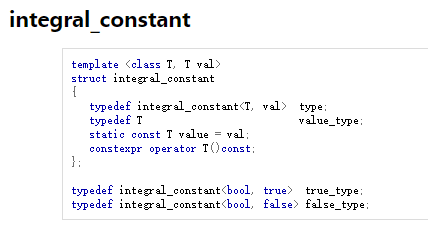 integral_constant
template <class T, T val>
struct integral_constant
{
   typedef integral_constant<T, val>  type;
   typedef T                          value_type;
   static const T value = val;
   constexpr operator T()const;
};

typedef integral_constant<bool, true>  true_type;
typedef integral_constant<bool, false> false_type;